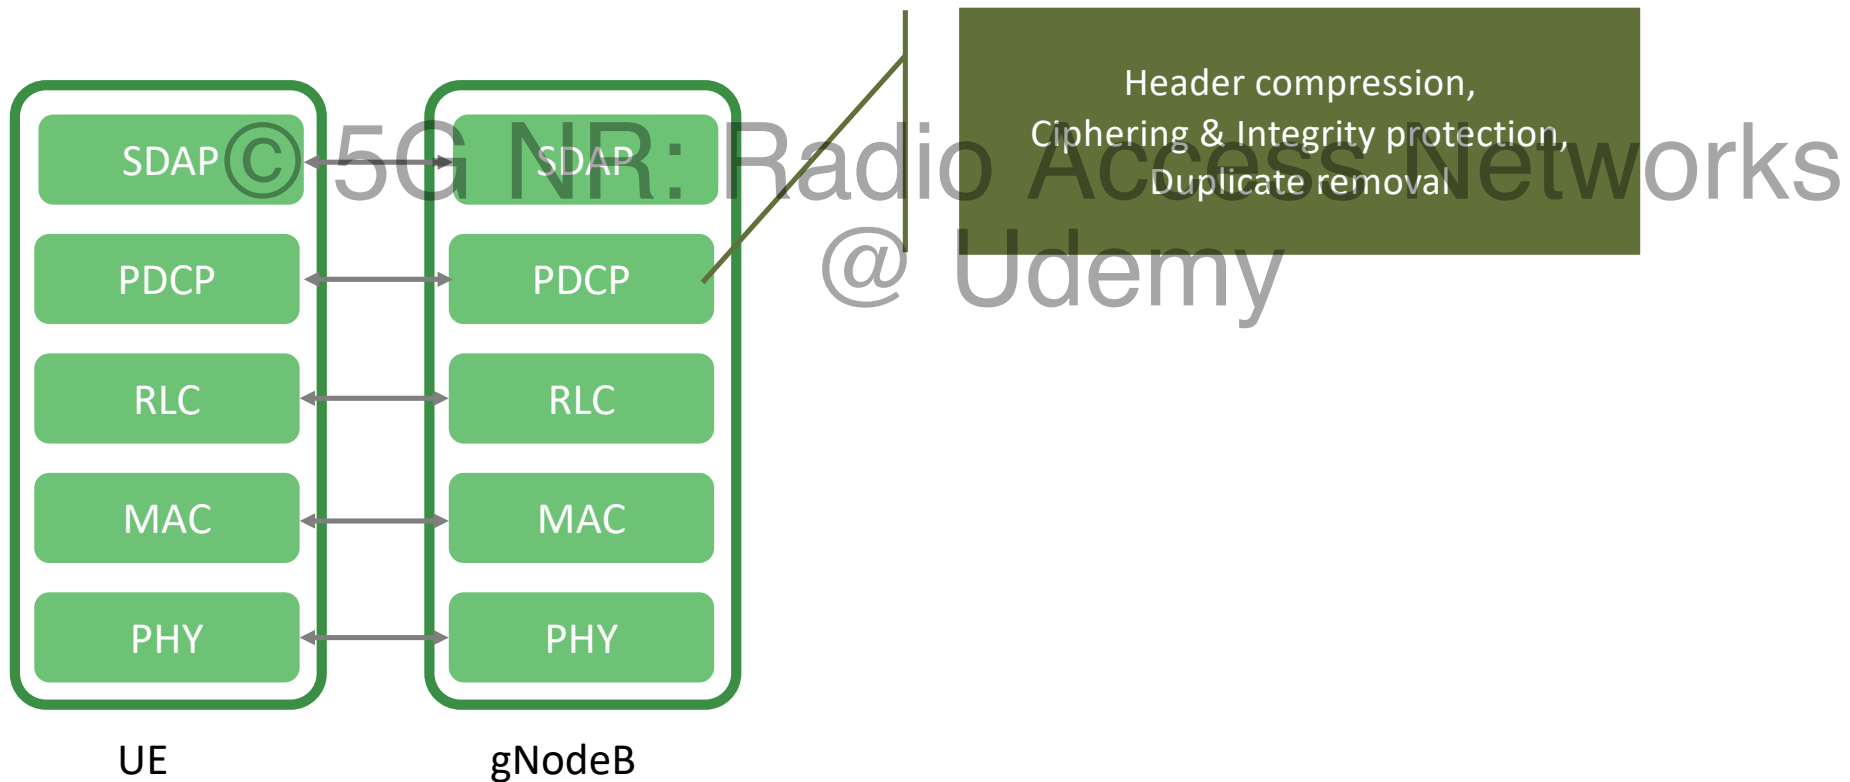 Header compression,
Ciphering & Integrity protection,
Duplicate removal
© 5G NR: Radio Access Networks
@ Udemy
SDAP
SDAP
PDCP
PDCP
RLC
RLC
MAC
MAC
PHY
PHY
UE
gNodeB